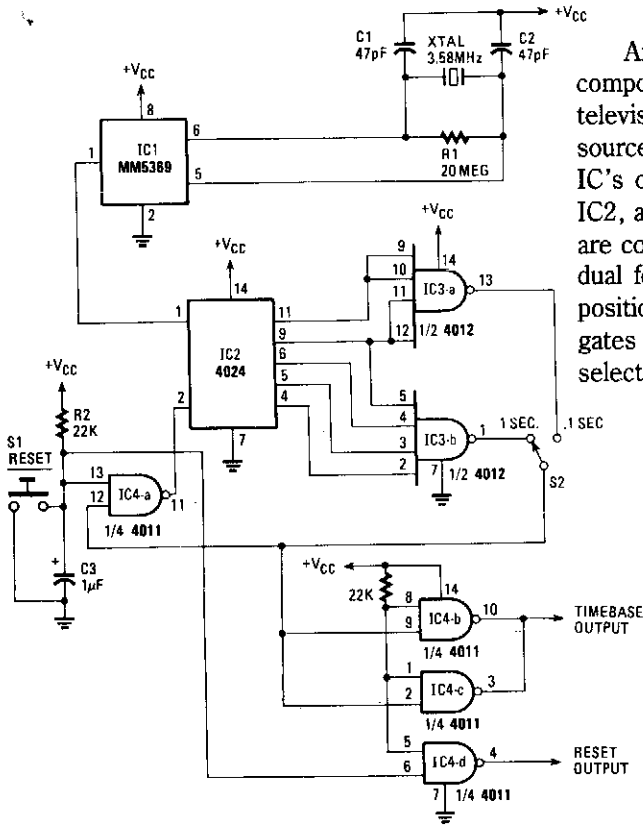 +VCC
C1
47pF
XTAL
3.58MHz
C2
47pF
+VCC
8
1
IC1
MM5369
6
5
2
R1
20 MEG
+VCC
14
1
IC2
4024
11
9
6
5
4
2
7
+VCC
14
9
10
11
12
IC3-a
13
1/2 4012
5
4
3
2
IC3-b
1
7
1/2 4012
1 SEC.
.1 SEC
S2
+VCC
R2
22K
S1
RESET
13
12
IC4-a
11
1/4 4011
+
C3
1µF
+VCC
22K
14
8
9
IC4-b
10
1/4 4011
TIMEBASE
OUTPUT
1
2
IC4-c
3
1/4 4011
5
6
IC4-d
4
7
1/4 4011
RESET
OUTPUT
compo
televis
source
IC's o
IC2, a
are co
dual fo
position
gates
select